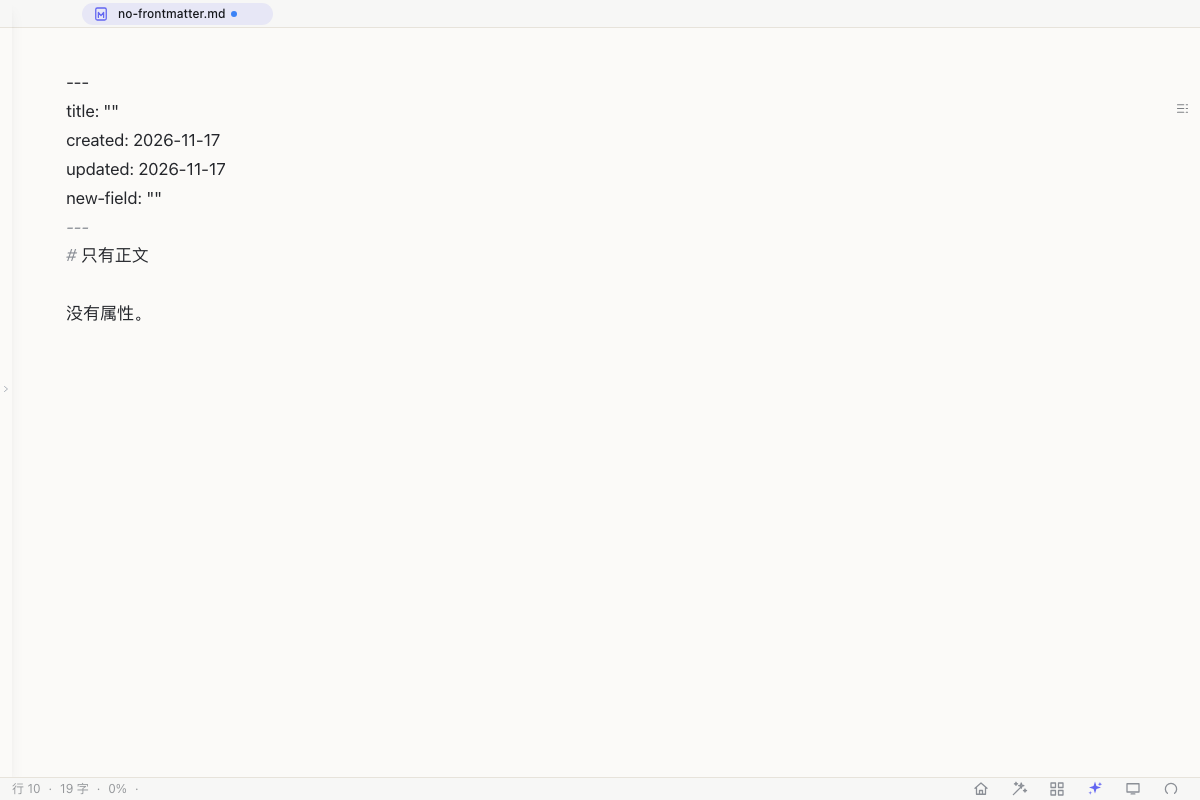 no-frontmatter.md
---
title: ""
created: 2026-11-17
updated: 2026-11-17
new-field: ""
---
# 只有正文
没有属性。
行 10 · 19 字 · 0% ·